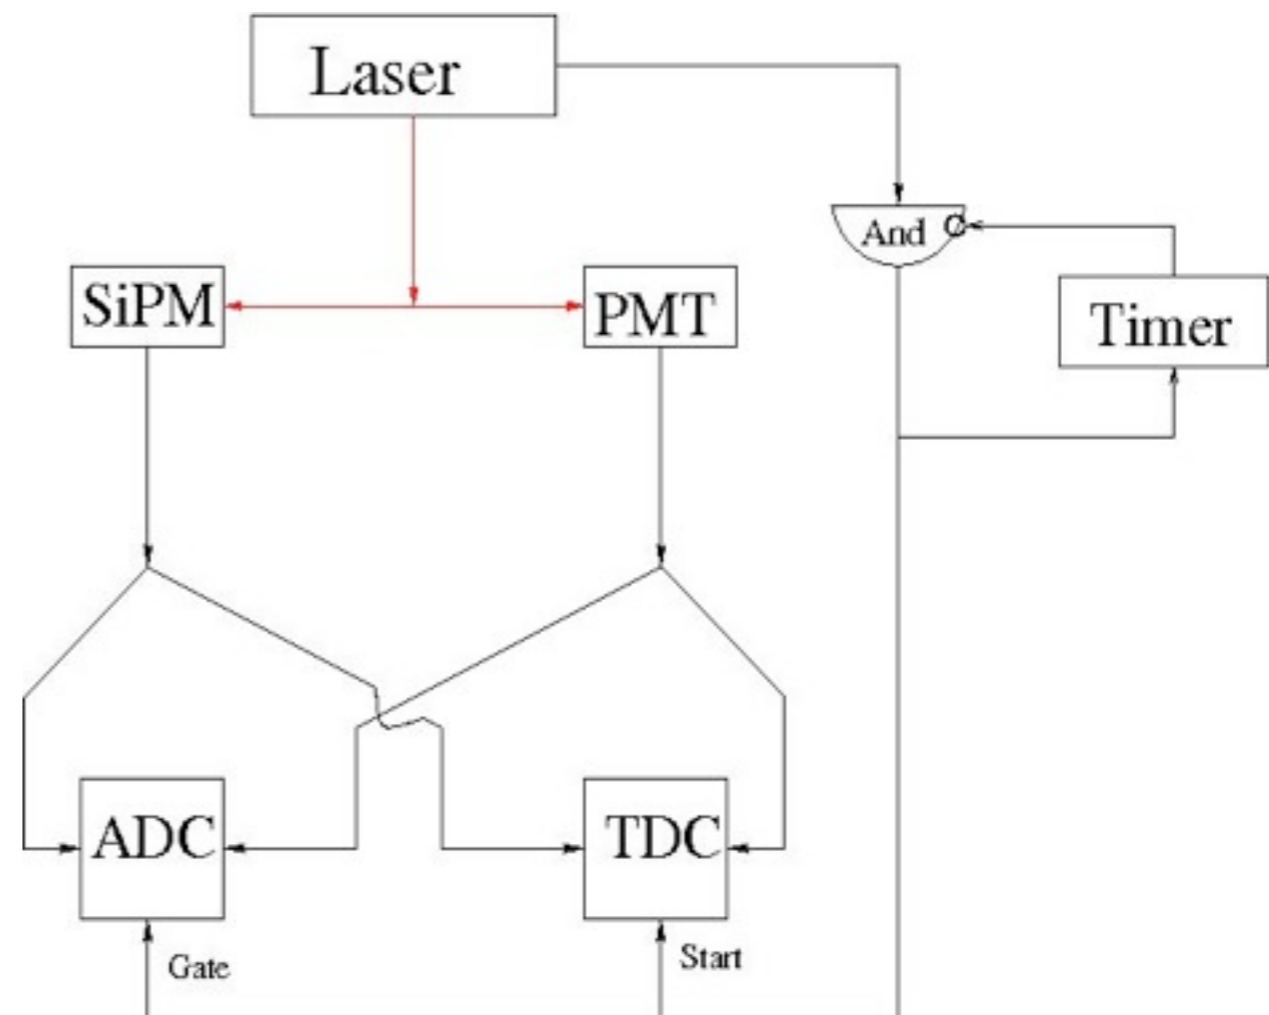 Laser
And
SiPM
PMT
Timer
ADC
TDC
Gate
Start